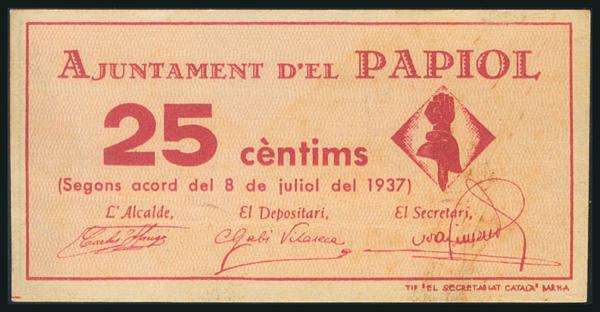 AJUNTAMENT D'EL PAPIOL
25 cèntims
(Segons acord del 8 de juliol del 1937)
L'Alcalde, El Depositari, El Secretari,
TIP "EL SECRETARIAT CATALÀ" BARNA